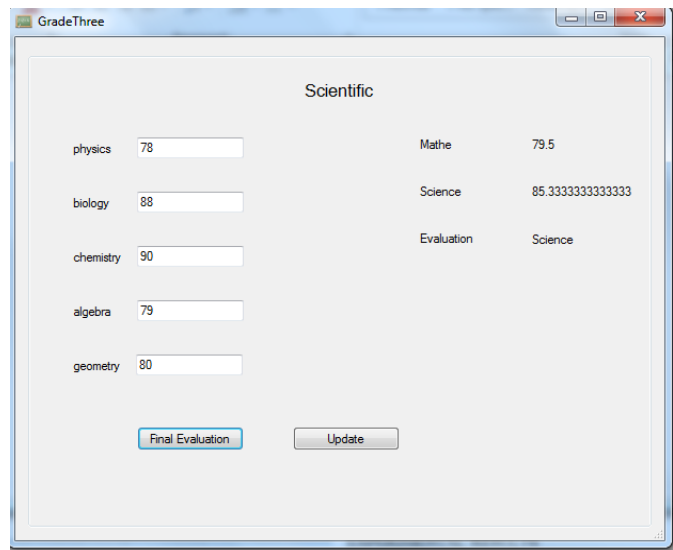 GradeThree
Scientific
physics 78
biology 88
chemistry 90
algebra 79
geometry 80
Mathe 79.5
Science 85.3333333333333
Evaluation Science
Final Evaluation Update